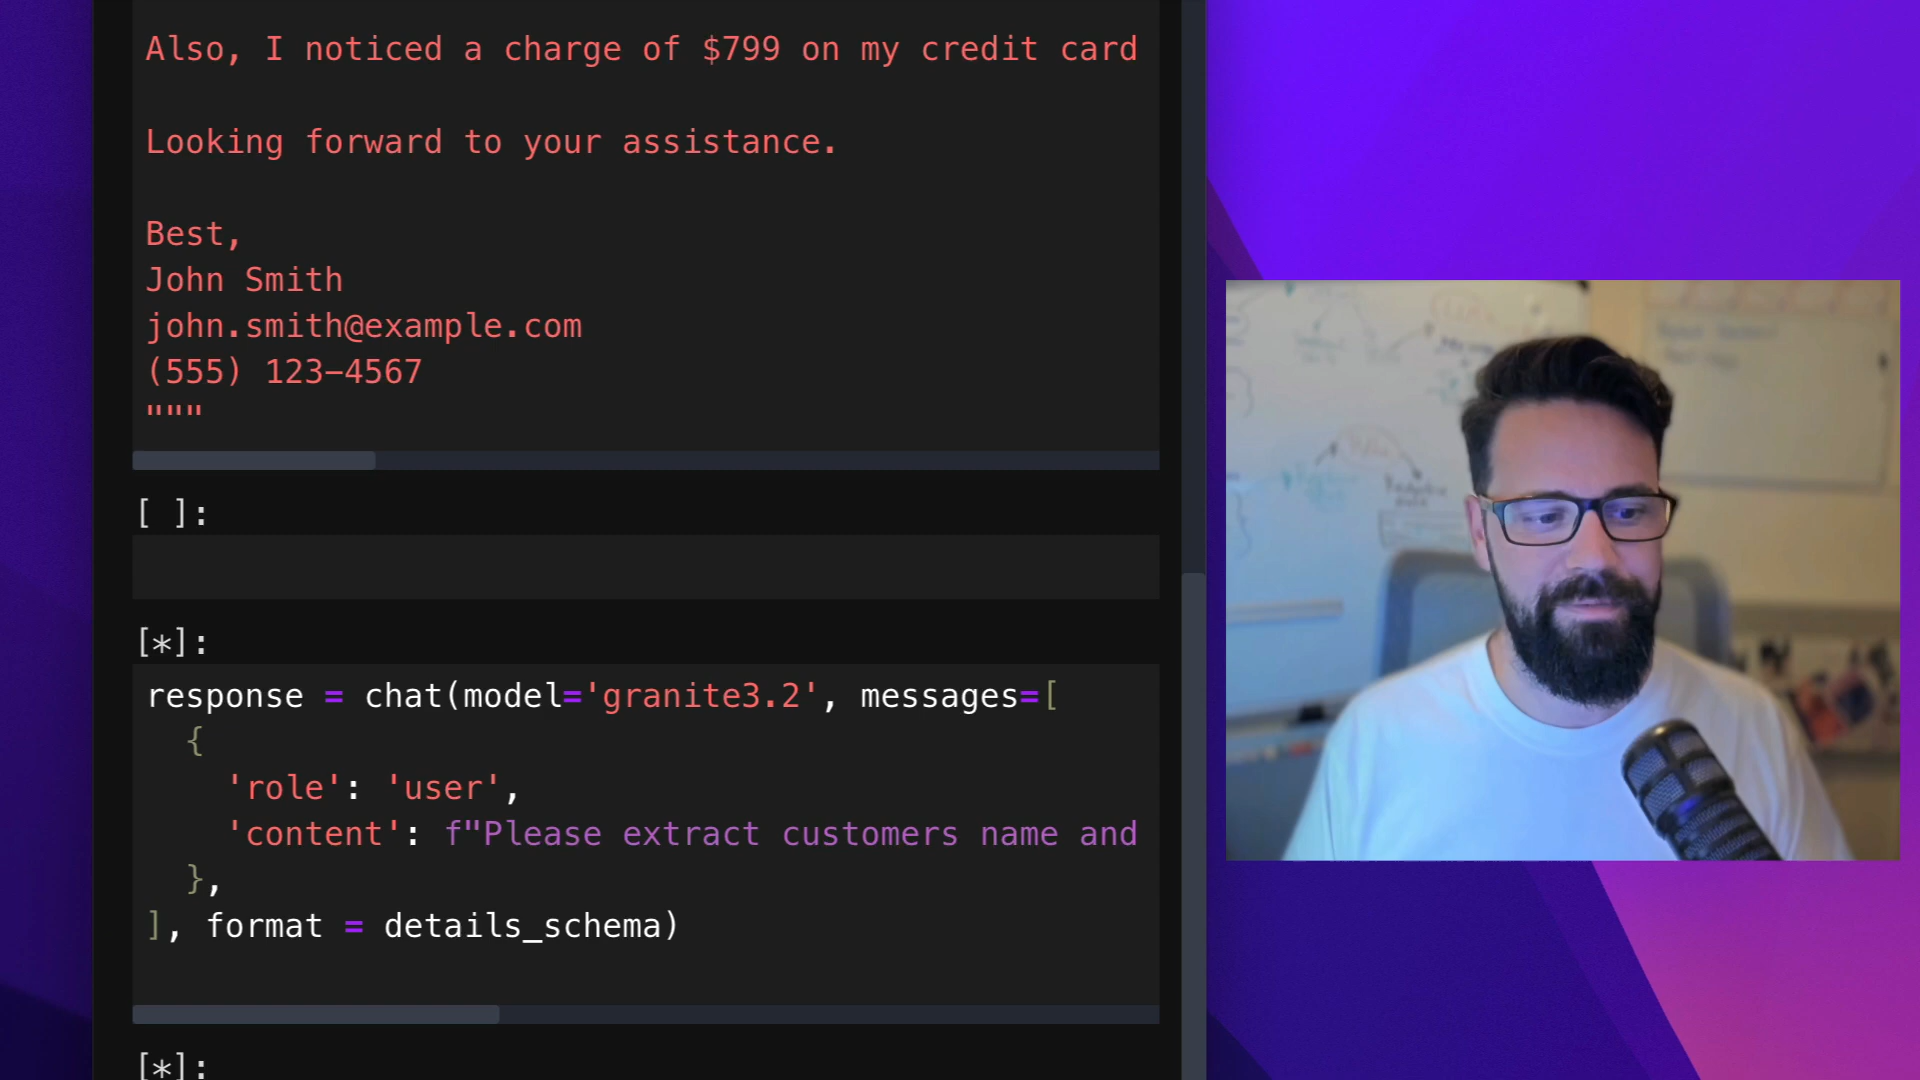 Also, I noticed a charge of $799 on my credit card
Looking forward to your assistance.
Best,
John Smith
john.smith@example.com
(555) 123-4567
"""
[ ]:
[*]:
response = chat(model='granite3.2', messages=[
{
'role': 'user',
'content': f"Please extract customers name and
},
], format = details_schema)
[*]: